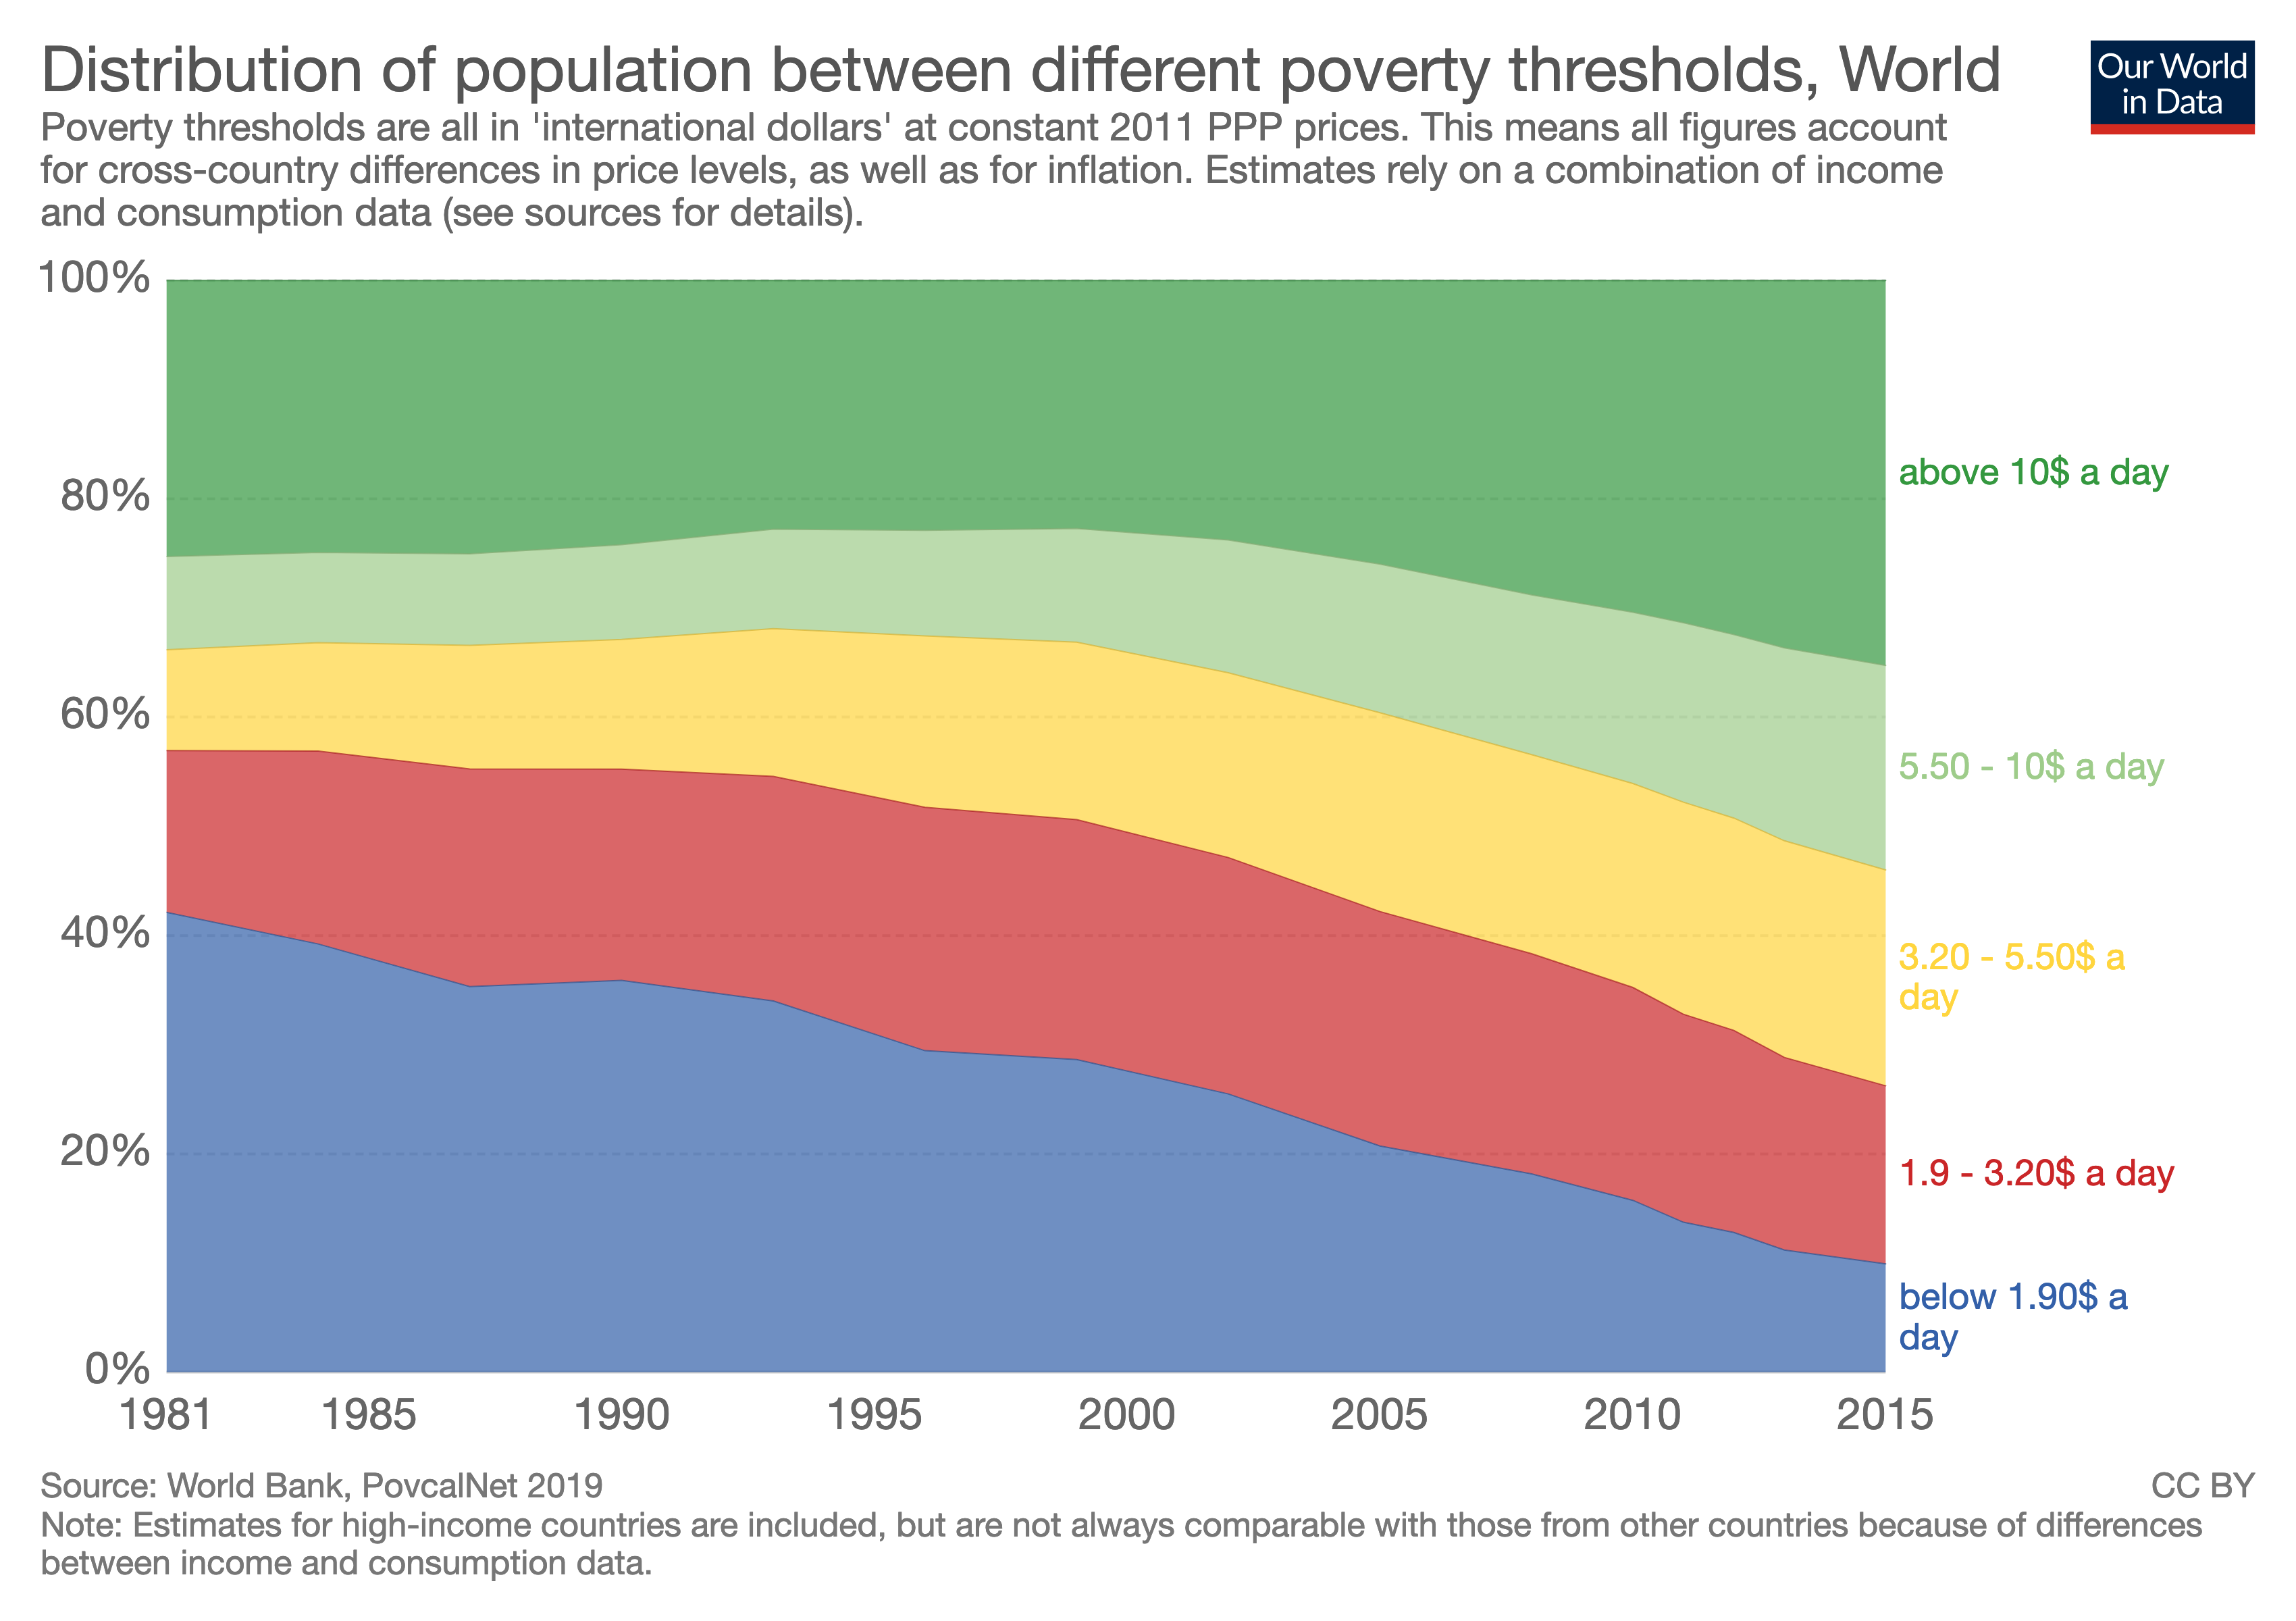 Distribution of population between different poverty thresholds, World
Our World
in Data
Poverty thresholds are all in 'international dollars' at constant 2011 PPP prices. This means all figures account
for cross-country differences in price levels, as well as for inflation. Estimates rely on a combination of income
and consumption data (see sources for details).
100%
80%
60%
40%
20%
0%
above 10$ a day
5.50 - 10$ a day
3.20 - 5.50$ a
day
1.9 - 3.20$ a day
below 1.90$ a
day
1981 1985 1990 1995 2000 2005 2010 2015
Source: World Bank, PovcalNet 2019
CC BY
Note: Estimates for high-income countries are included, but are not always comparable with those from other countries because of differences
between income and consumption data.